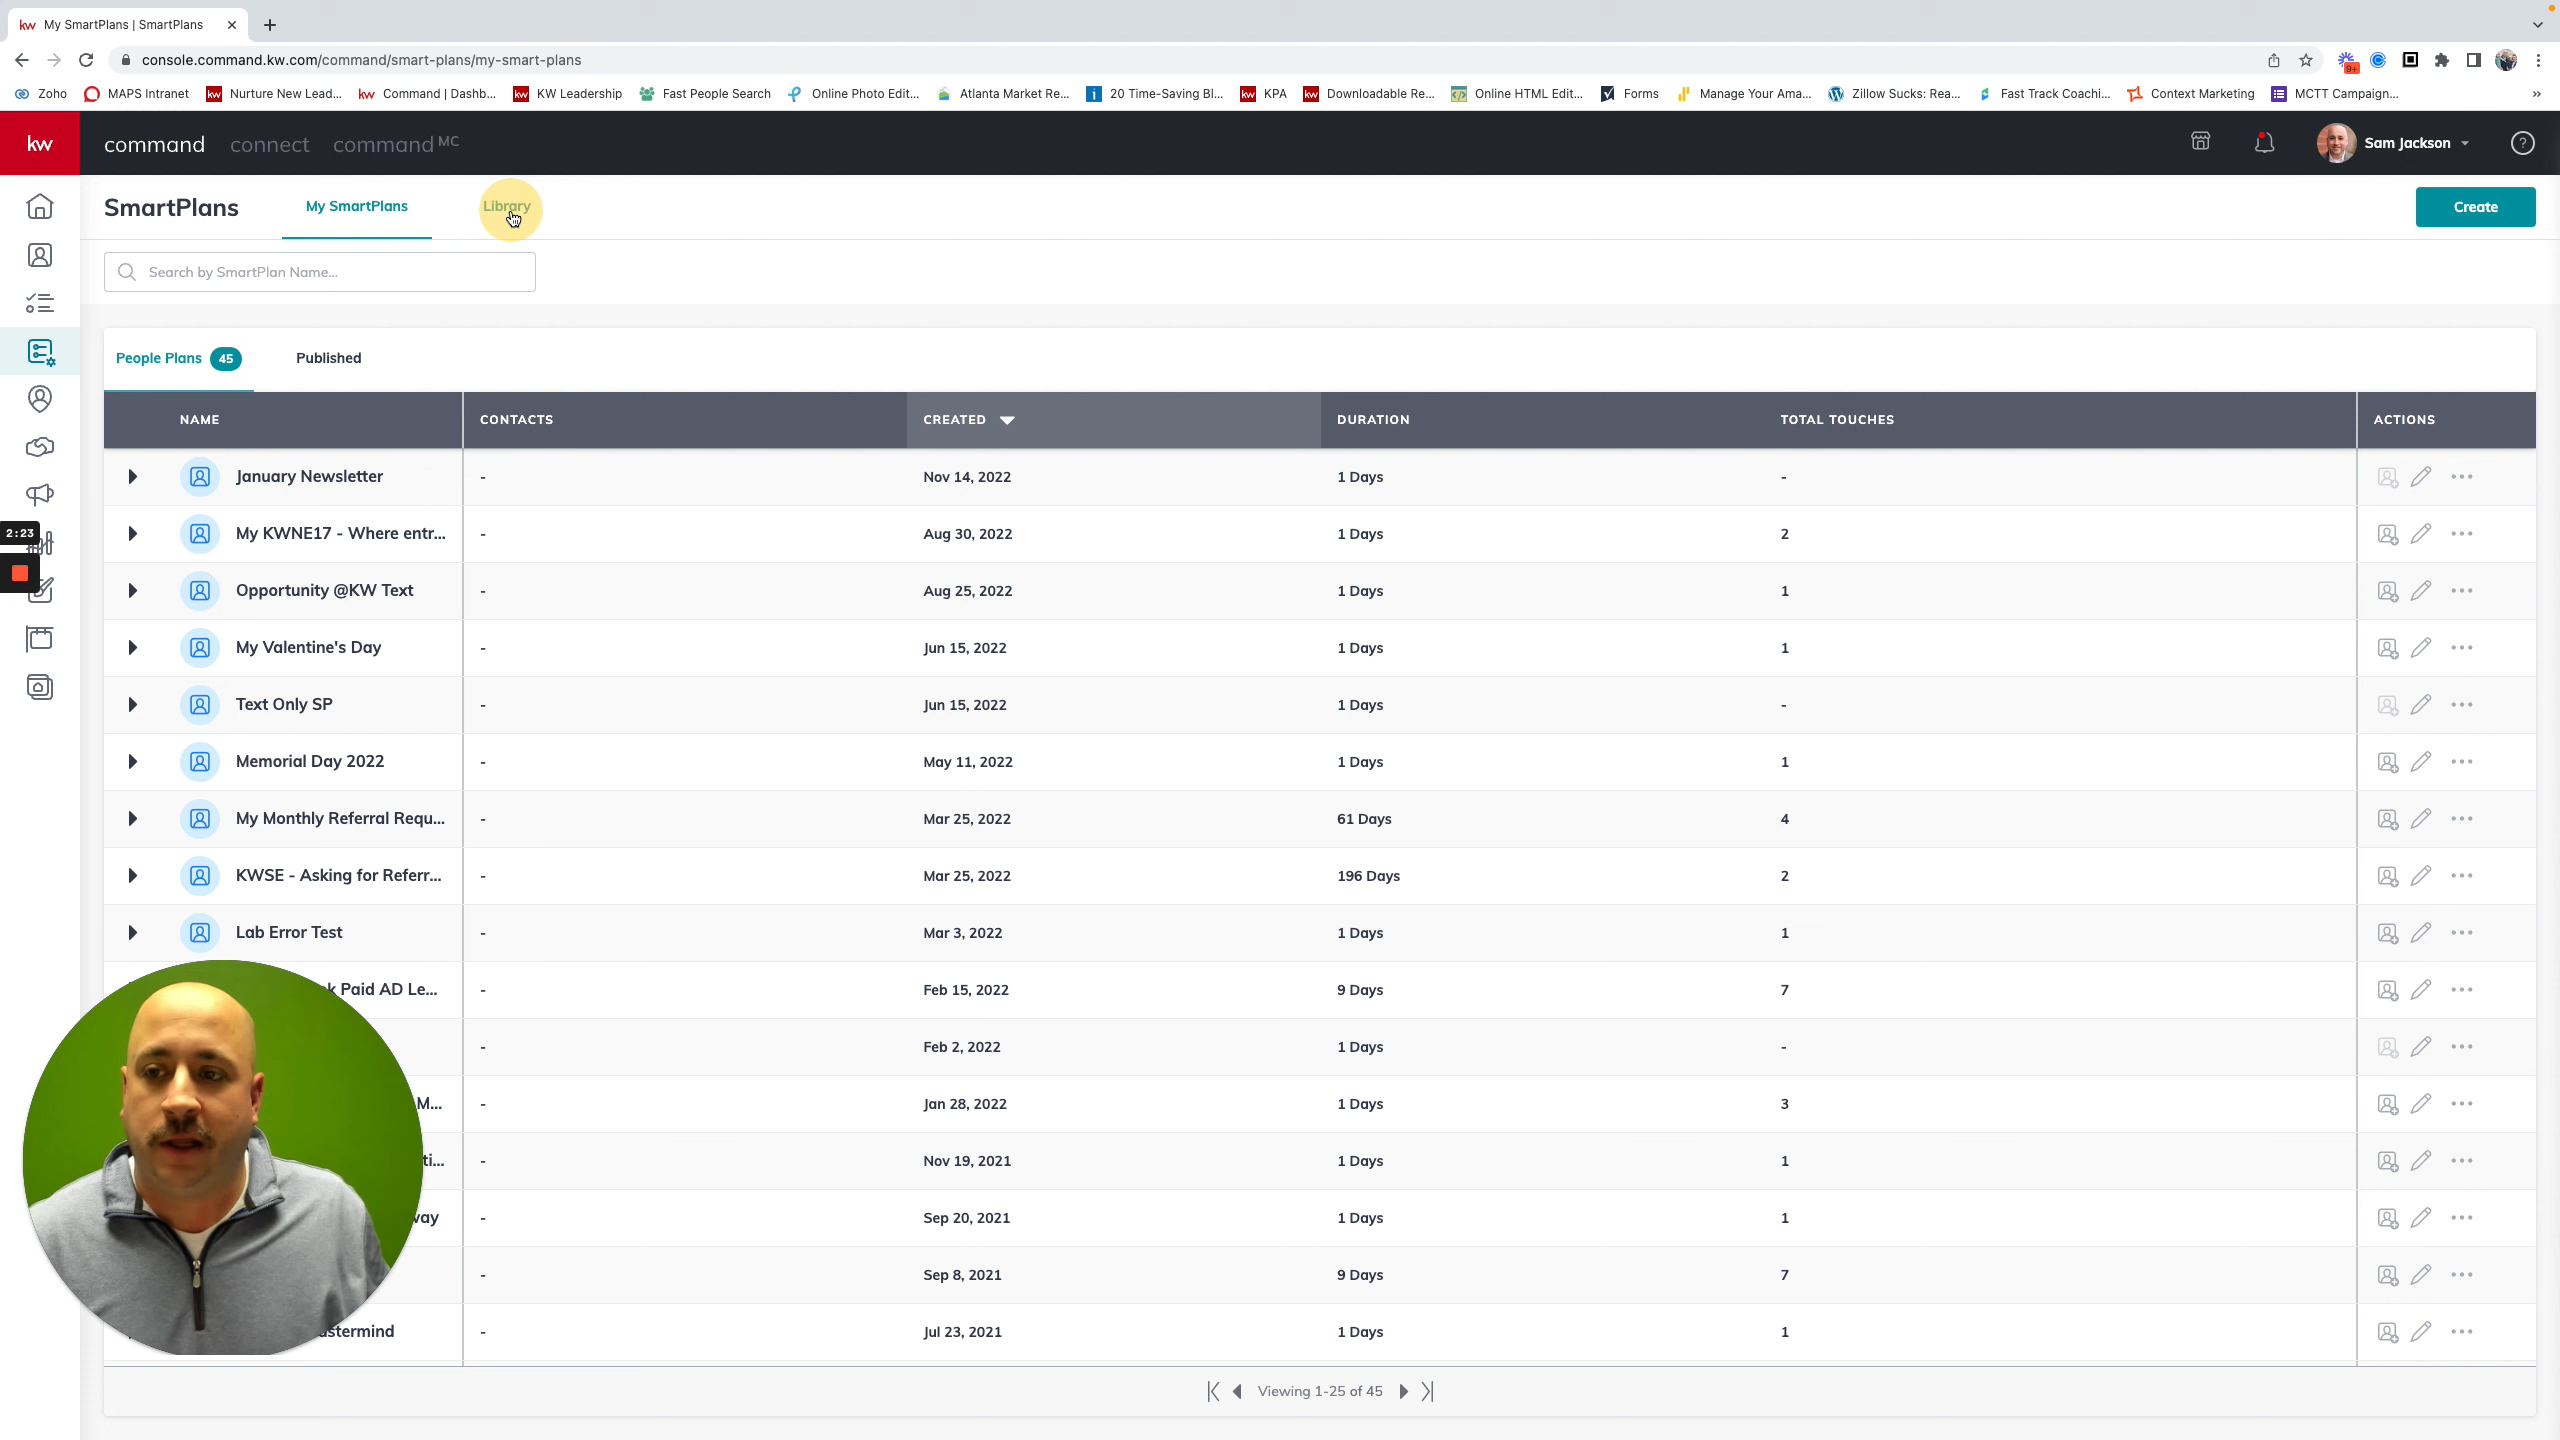 kw My SmartPlans | SmartPlans
console.command.kw.com/command/smart-plans/my-smart-plans
9+
Zoho MAPS Intranet kw Nurture New Lead... kw Command | Dashb... kw KW Leadership Fast People Search Online Photo Edit... Atlanta Market Re... 20 Time-Saving Bl... kw KPA kw Downloadable Re... Online HTML Edit... Forms Manage Your Ama... Zillow Sucks: Rea... Fast Track Coachi... Context Marketing MCTT Campaign...
kw command connect command MC Sam Jackson
SmartPlans My SmartPlans Library Create
Search by SmartPlan Name...
People Plans 45 Published
NAME CONTACTS CREATED DURATION TOTAL TOUCHES ACTIONS
January Newsletter - Nov 14, 2022 1 Days -
My KWNE17 - Where entr... - Aug 30, 2022 1 Days 2
2:23
Opportunity @KW Text - Aug 25, 2022 1 Days 1
My Valentine's Day - Jun 15, 2022 1 Days 1
Text Only SP - Jun 15, 2022 1 Days -
Memorial Day 2022 - May 11, 2022 1 Days 1
My Monthly Referral Requ... - Mar 25, 2022 61 Days 4
KWSE - Asking for Referr... - Mar 25, 2022 196 Days 2
Lab Error Test - Mar 3, 2022 1 Days 1
Paid AD Le... - Feb 15, 2022 9 Days 7
- Feb 2, 2022 1 Days -
M... - Jan 28, 2022 1 Days 3
- Nov 19, 2021 1 Days 1
- Sep 20, 2021 1 Days 1
- Sep 8, 2021 9 Days 7
- Jul 23, 2021 1 Days 1
Viewing 1-25 of 45